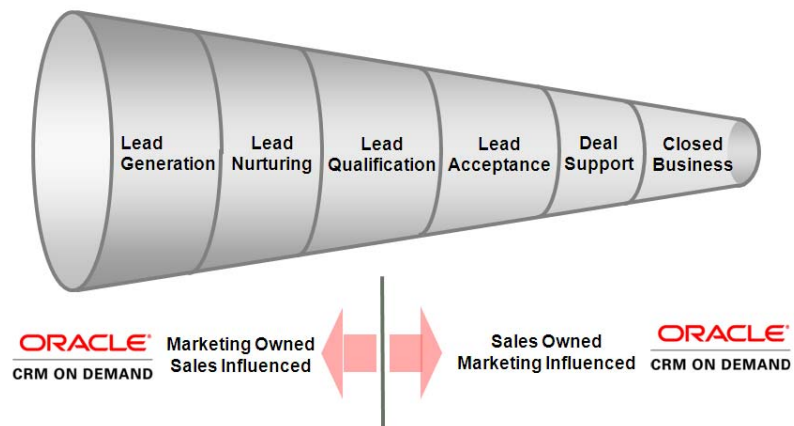 Lead
Generation
Lead
Nurturing
Lead
Qualification
Lead
Acceptance
Deal
Support
Closed
Business
ORACLE®
CRM ON DEMAND
Marketing Owned
Sales Influenced
Sales Owned
Marketing Influenced
ORACLE®
CRM ON DEMAND